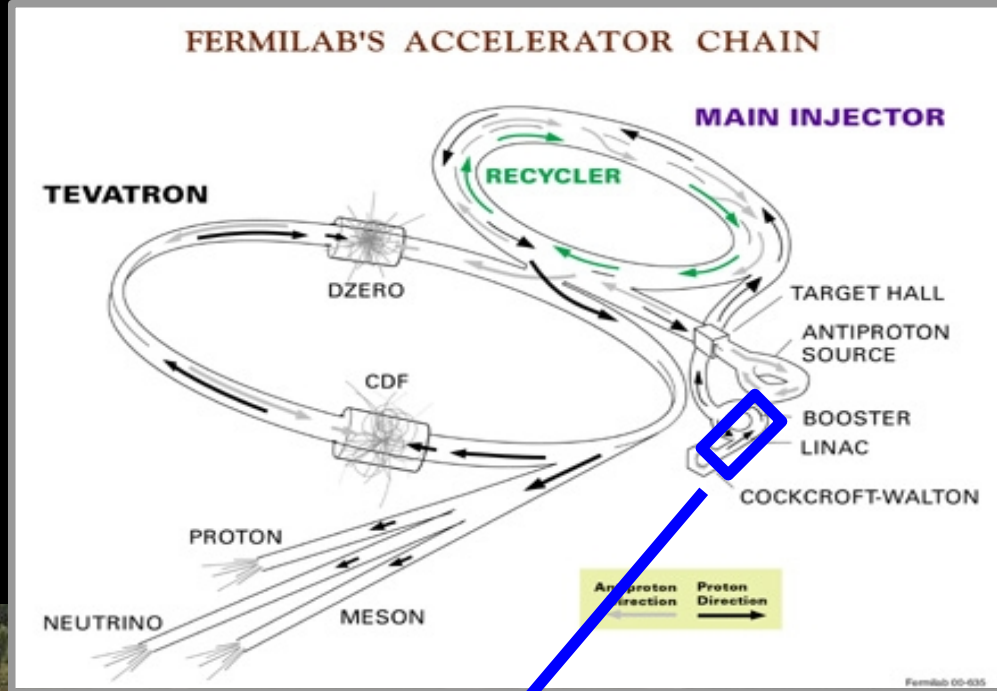 FERMILAB'S ACCELERATOR CHAIN
MAIN INJECTOR
RECYCLER
TEVATRON
DZERO
TARGET HALL
ANTIPROTON
SOURCE
CDF
BOOSTER
LINAC
COCKCROFT-WALTON
PROTON
NEUTRINO
MESON
Antiproton Proton
Direction Direction
Fermilab 00-635